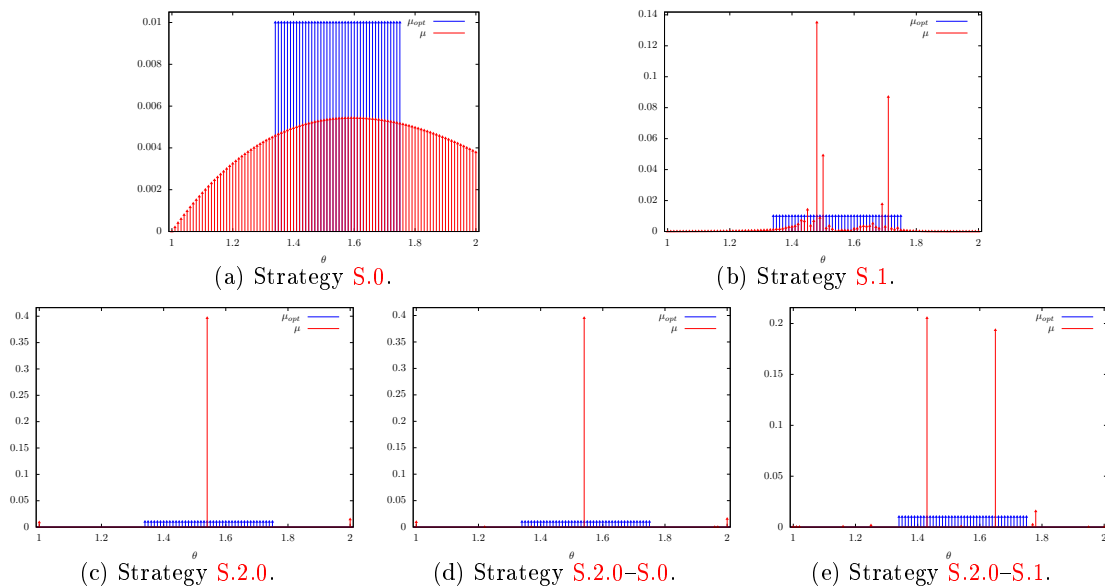 0.01
0.008
0.006
0.004
0.002
0
1 1.2 1.4 1.6 1.8 2
θ
μopt
μ
(a) Strategy S.0.
0.14
0.12
0.1
0.08
0.06
0.04
0.02
0
1 1.2 1.4 1.6 1.8 2
θ
μopt
μ
(b) Strategy S.1.
0.4
0.35
0.3
0.25
0.2
0.15
0.1
0.05
0
1 1.2 1.4 1.6 1.8 2
θ
μopt
μ
(c) Strategy S.2.0.
0.4
0.35
0.3
0.25
0.2
0.15
0.1
0.05
0
1 1.2 1.4 1.6 1.8 2
θ
μopt
μ
(d) Strategy S.2.0–S.0.
0.2
0.15
0.1
0.05
0
1 1.2 1.4 1.6 1.8 2
θ
μopt
μ
(e) Strategy S.2.0–S.1.